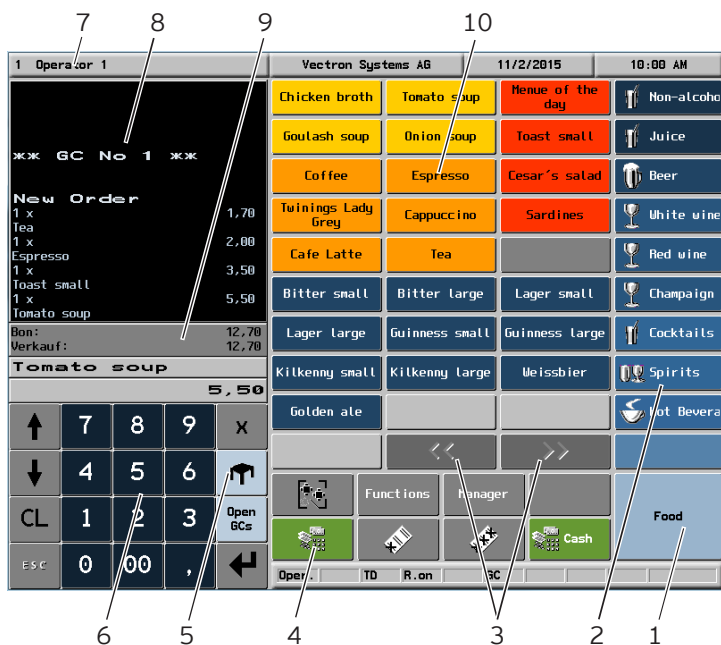 7 8 9 10
1 Operator 1 Vectron Systems AG 11/2/2015 10:00 AM
** GC No 1 **
New Order
1 x 1,70
Tea
1 x 2,00
Espresso
1 x 3,50
Toast small
1 x 5,50
Tomato soup
Bon: 12,70
Verkauf: 12,70
Tomato soup
5,50
7 8 9 X
4 5 6
CL 1 2 3 Open GCs
ESC 0 00 ,
Chicken broth Tomato soup Menue of the day Non-alcoho
Goulash soup Onion soup Toast small Juice
Coffee Espresso Cesar´s salad Beer
Twinings Lady Grey Cappuccino Sardines White wine
Cafe Latte Tea Red wine
Bitter small Bitter large Lager small Champaign
Lager large Guinness small Guinness large Cocktails
Kilkenny small Kilkenny large Weissbier Spirits
Golden ale Hot Bevera
<< >>
Functions Manager
Food
Cash
Oper. TD R.on GC
6 5 4 3 2 1